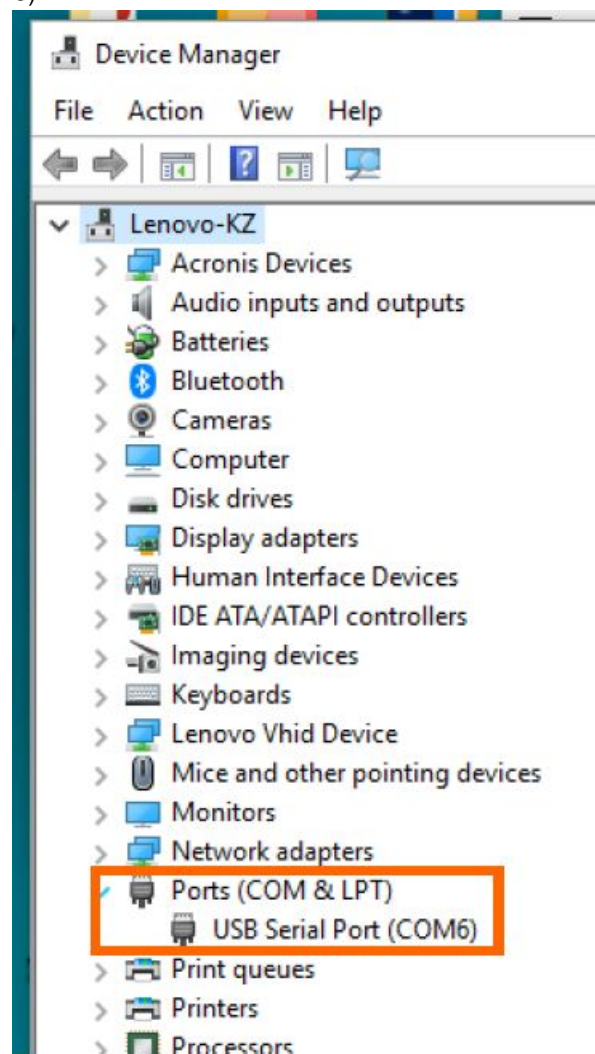 Device Manager
File Action View Help
Lenovo-KZ
Acronis Devices
Audio inputs and outputs
Batteries
Bluetooth
Cameras
Computer
Disk drives
Display adapters
Human Interface Devices
IDE ATA/ATAPI controllers
Imaging devices
Keyboards
Lenovo Vhid Device
Mice and other pointing devices
Monitors
Network adapters
Ports (COM & LPT)
USB Serial Port (COM6)
Print queues
Printers
Processors